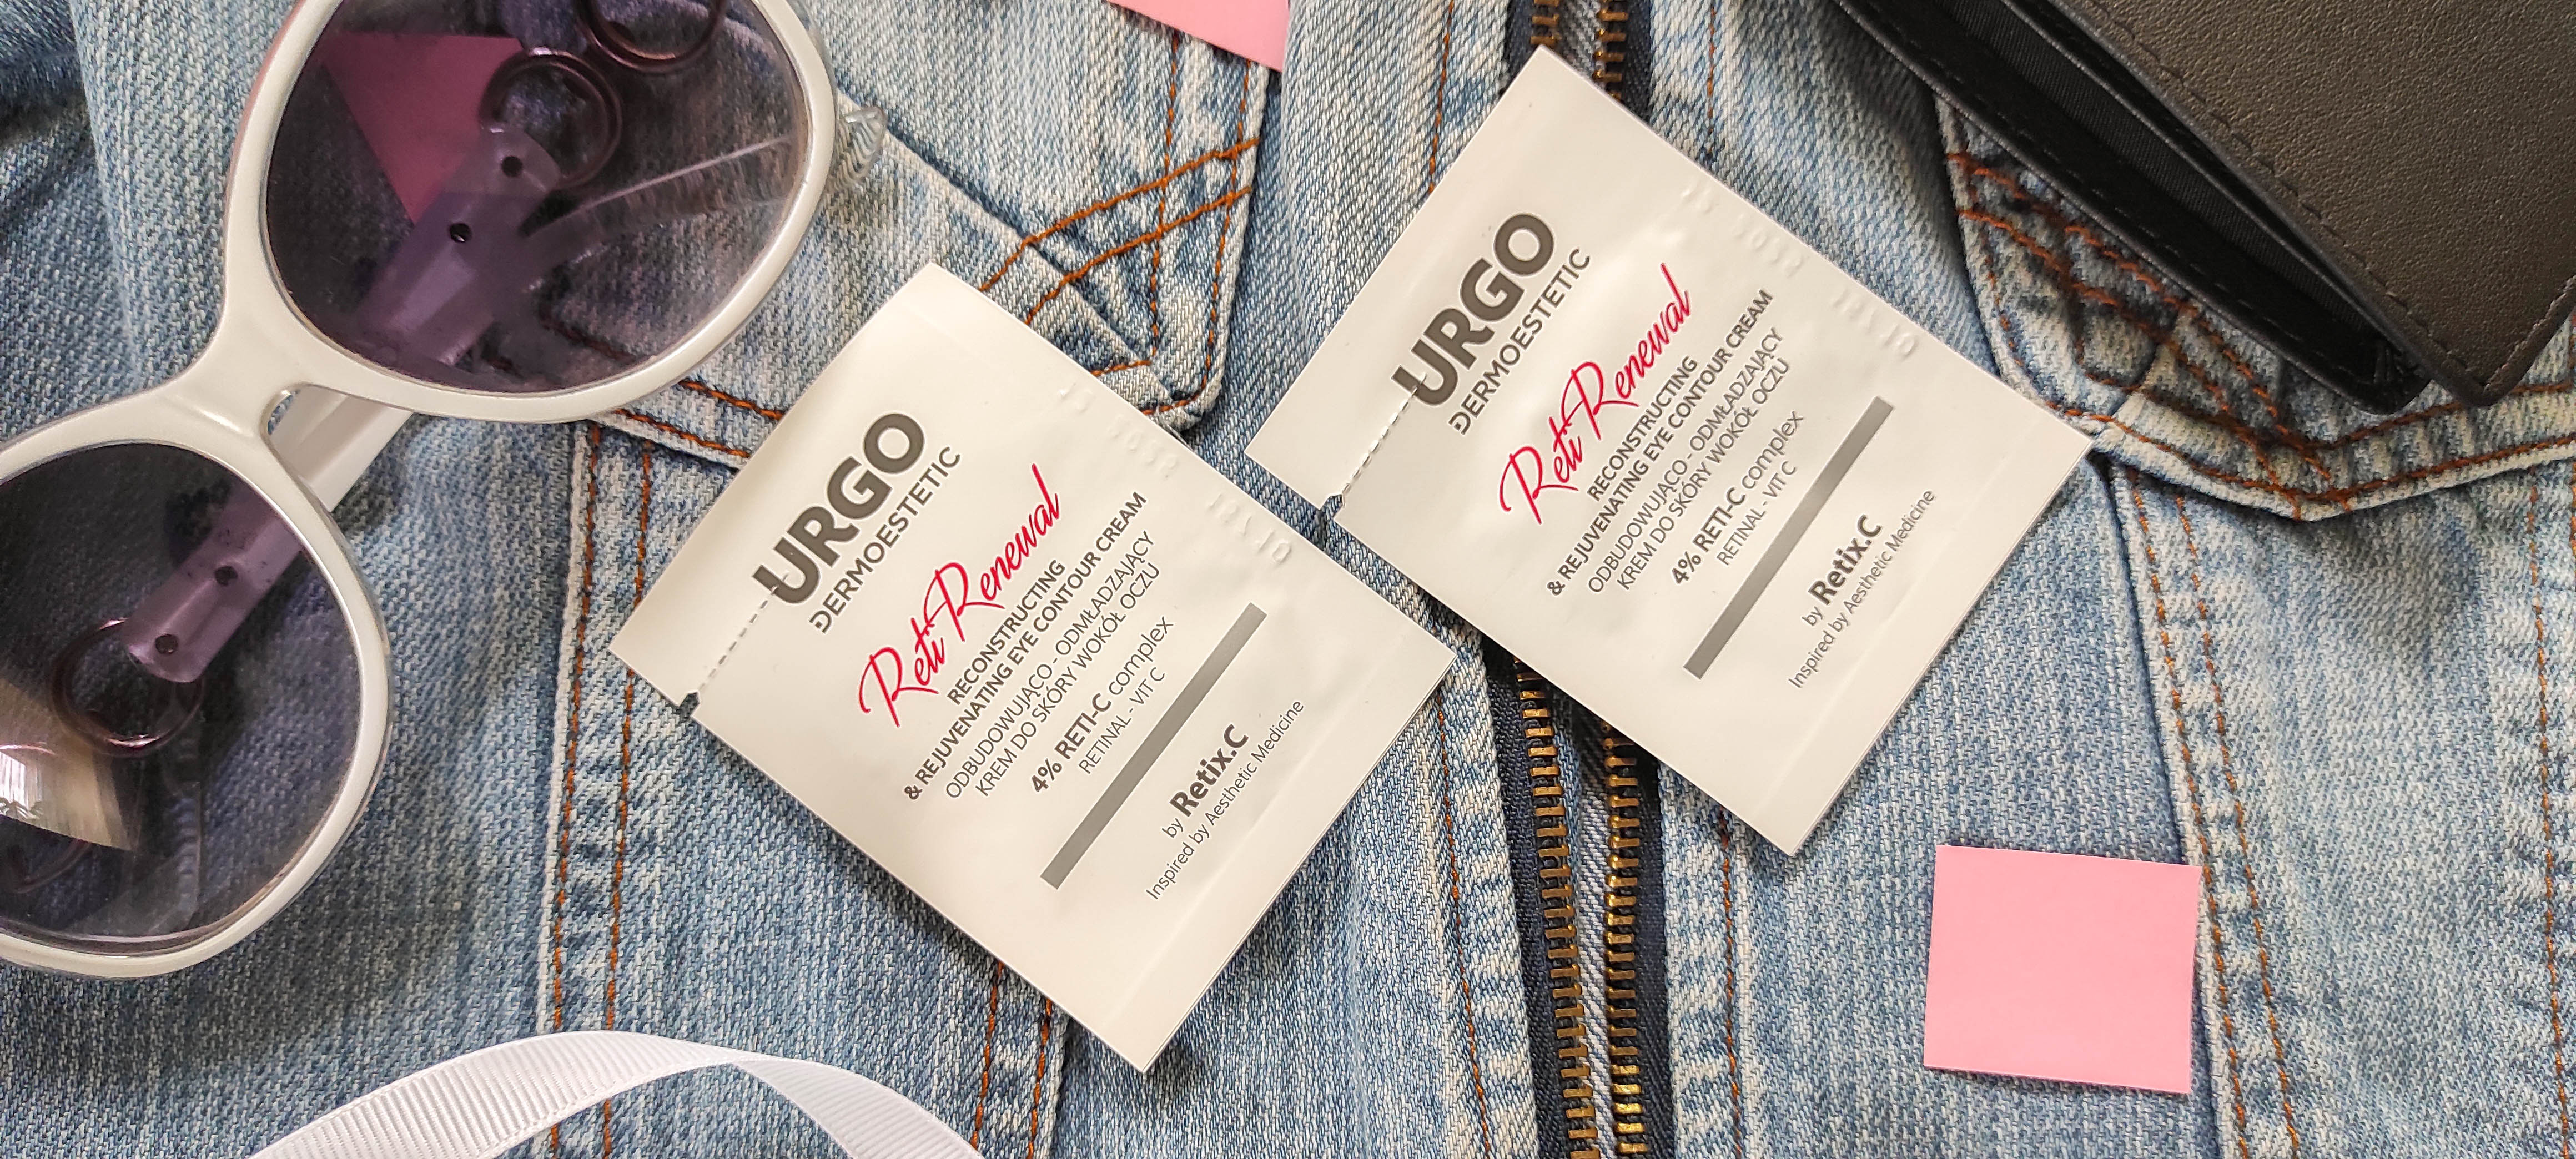 URGO
DERMOESTETIC
Reti Renewal
RECONSTRUCTING
& REJUVENATING EYE CONTOUR CREAM
ODBUDOWUJĄCO - ODMŁADZAJĄCY
KREM DO SKÓRY WOKÓŁ OCZU
4% RETI-C complex
RETINAL - VIT C
by Retix.C
Inspired by Aesthetic Medicine
URGO
DERMOESTETIC
Reti Renewal
RECONSTRUCTING
& REJUVENATING EYE CONTOUR CREAM
ODBUDOWUJĄCO - ODMŁADZAJĄCY
KREM DO SKÓRY WOKÓŁ OCZU
4% RETI-C complex
RETINAL - VIT C
by Retix.C
Inspired by Aesthetic Medicine